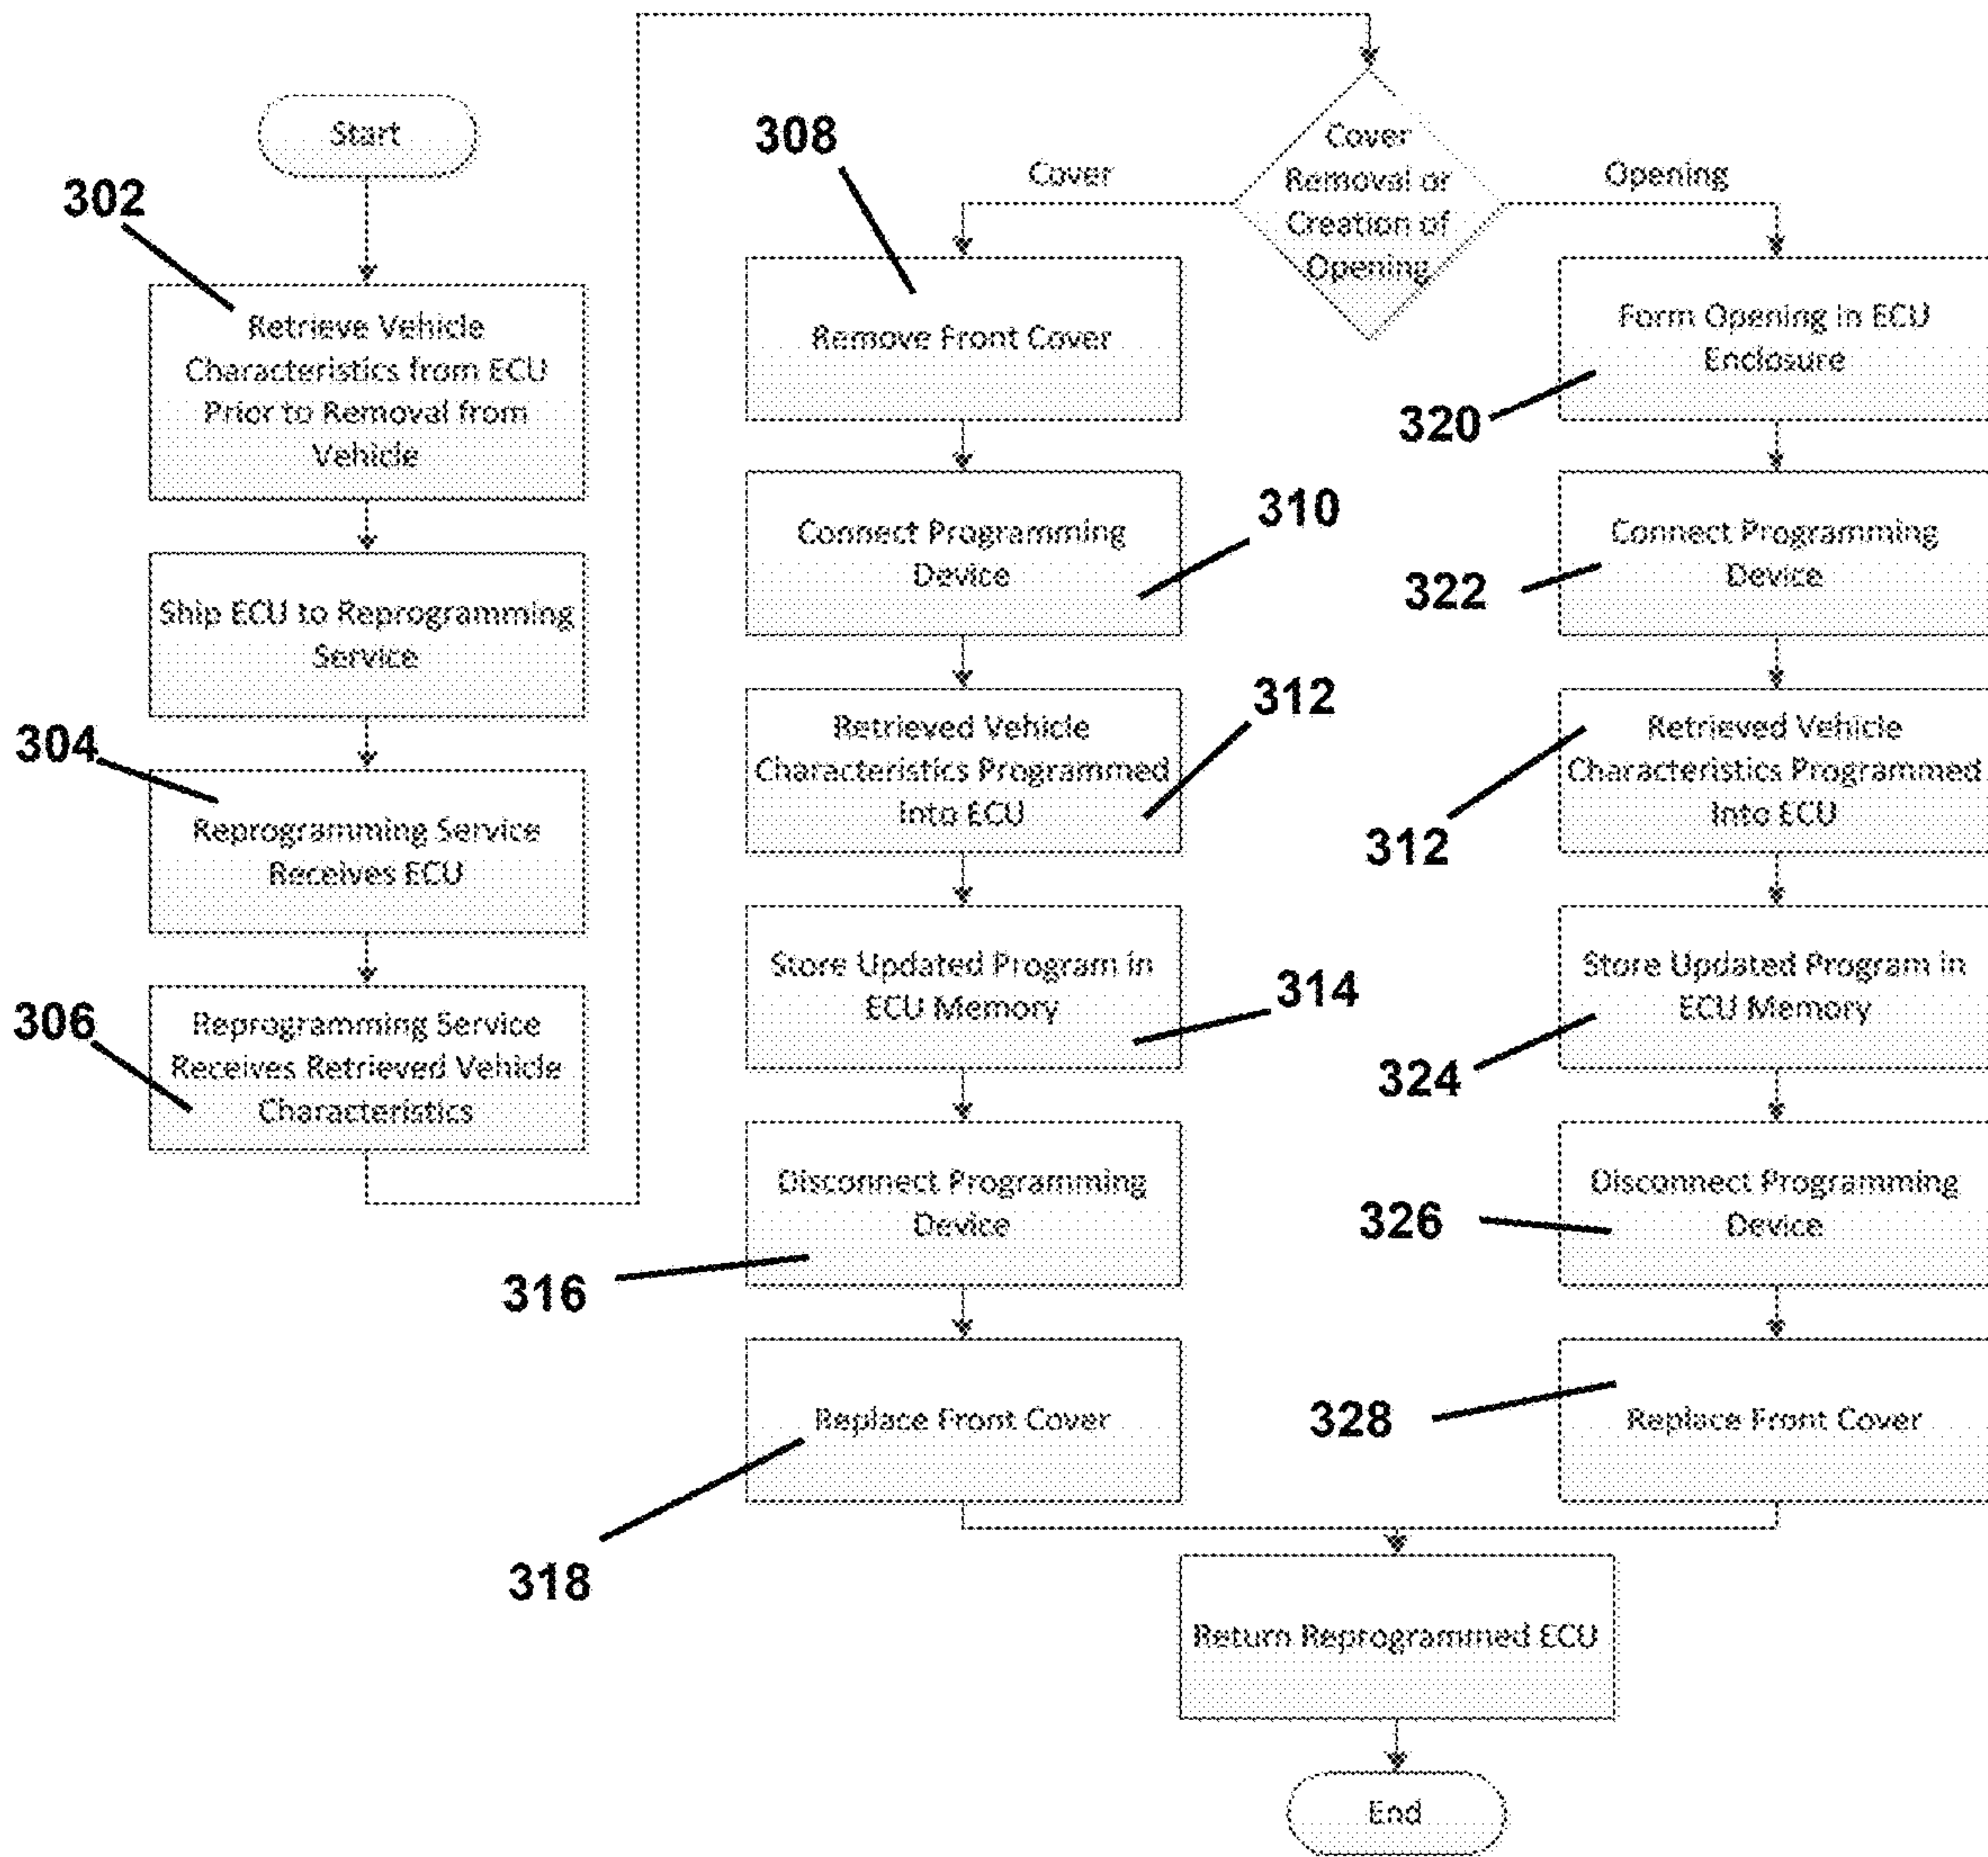 Start
302
Retrieve Vehicle
Characteristics from ECU
Prior to Removal from
Vehicle
Ship ECU to Reprogramming
Service
304
Reprogramming Service
Receives ECU
306
Reprogramming Service
Receives Retrieved Vehicle
Characteristics
Cover
Removal or
Creation of
Opening
Cover
Opening
308
Remove Front Cover
310
Connect Programming
Device
312
Retrieved Vehicle
Characteristics Programmed
Into ECU
314
Store Updated Program in
ECU Memory
316
Disconnect Programming
Device
318
Replace Front Cover
320
Form Opening in ECU
Enclosure
322
Connect Programming
Device
312
Retrieved Vehicle
Characteristics Programmed
Into ECU
324
Store Updated Program in
ECU Memory
326
Disconnect Programming
Device
328
Replace Front Cover
Return Reprogrammed ECU
End